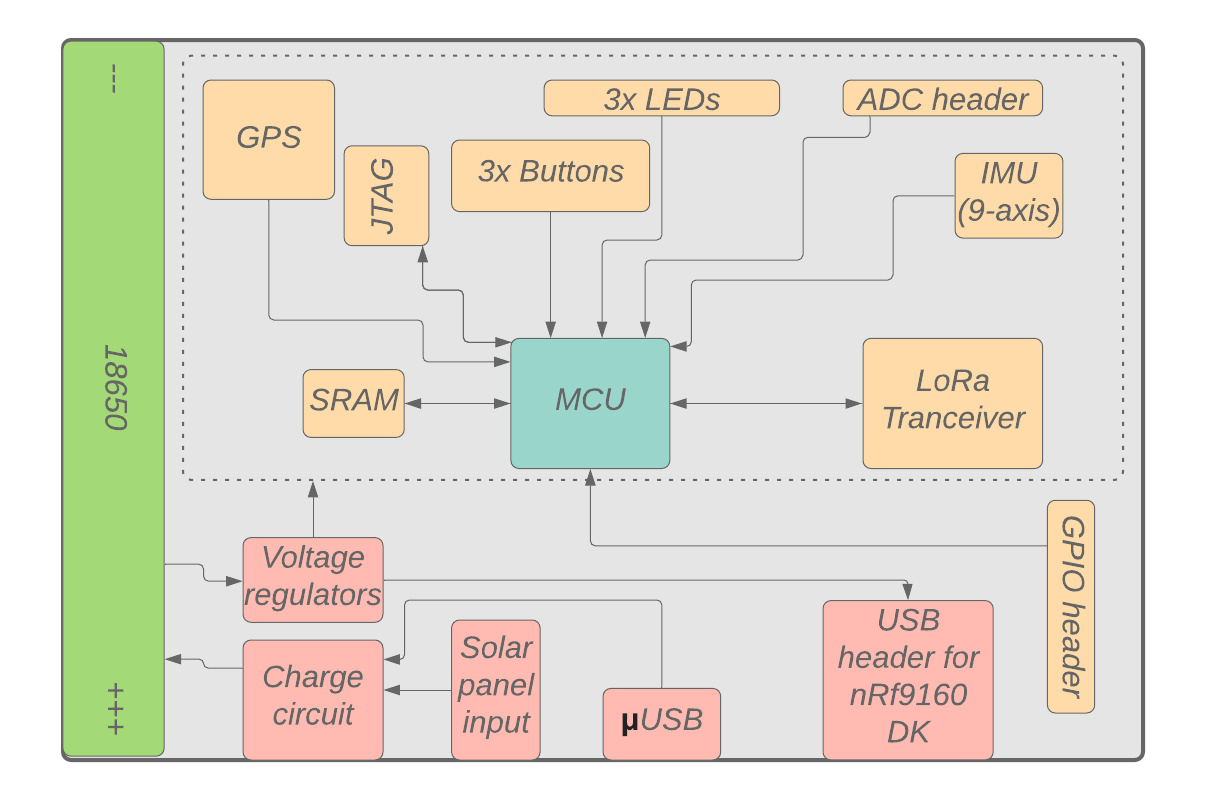 ---
18650
+++
GPS
JTAG
3x Buttons
3x LEDs
ADC header
IMU
(9-axis)
SRAM
MCU
LoRa
Tranceiver
Voltage
regulators
Charge
circuit
Solar
panel
input
µUSB
USB
header for
nRf9160
DK
GPIO header